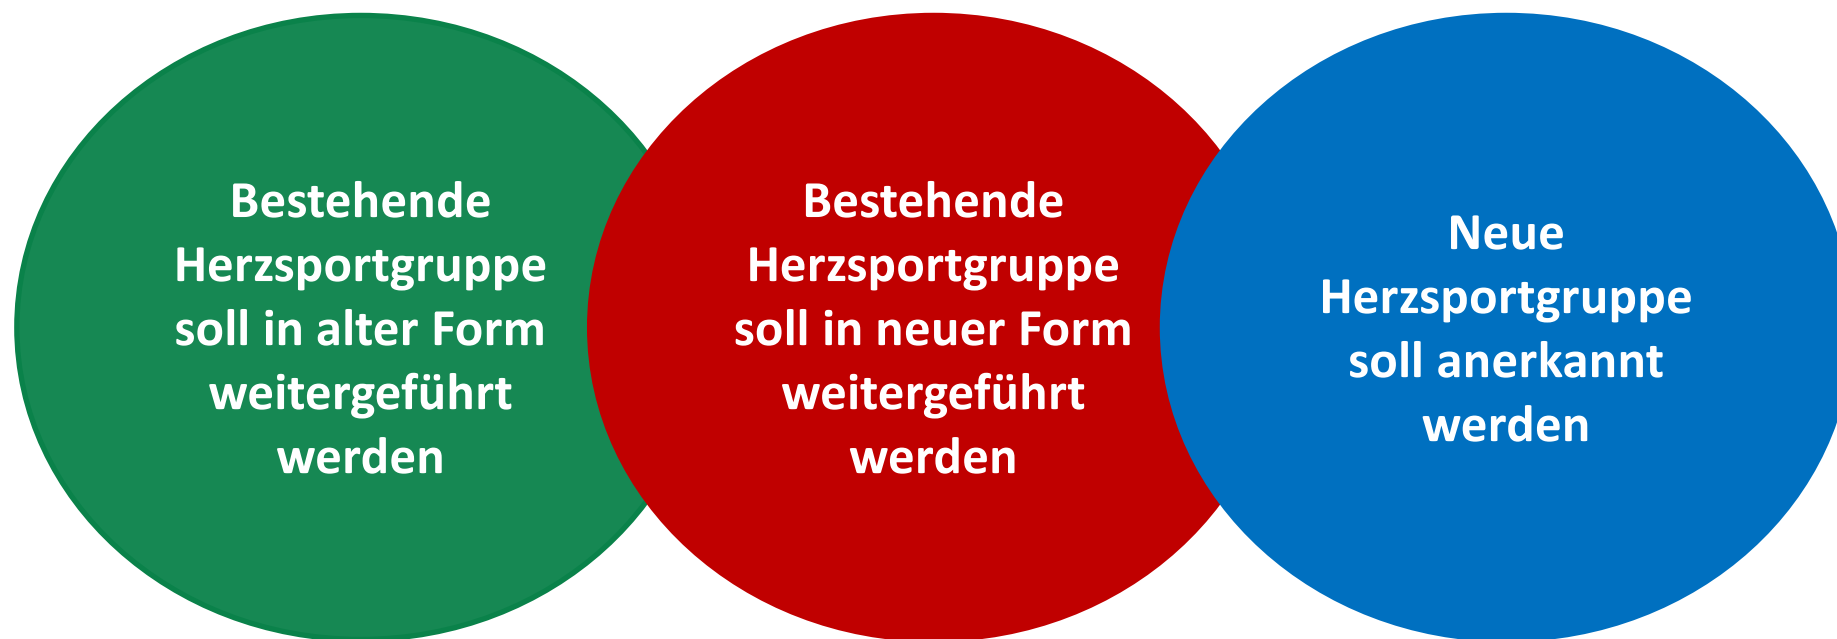 Bestehende
Herzsportgruppe
soll in alter Form
weitergeführt
werden
Bestehende
Herzsportgruppe
soll in neuer Form
weitergeführt
werden
Neue
Herzsportgruppe
soll anerkannt
werden